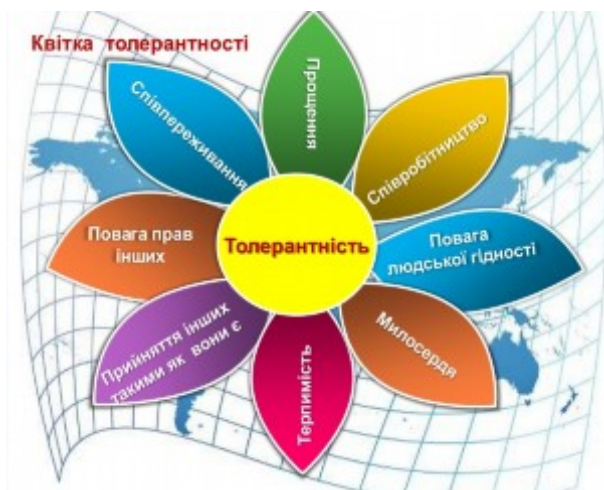 Квітка толерантності
Прощення
Співробітництво
Повага
людської гідності
Милосердя
Терпимість
Прийняття інших
такими як вони є
Повага прав
інших
Співпереживання
Толерантність